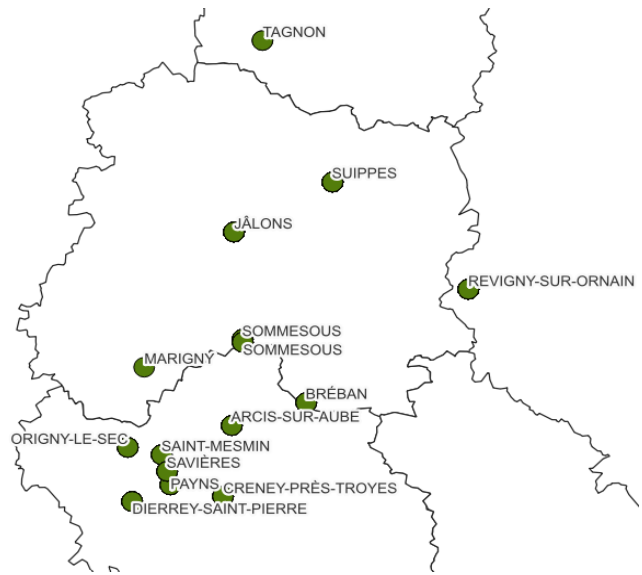 TAGNON
SUIPPES
JÂLONS
REVIGNY-SUR-ORNAIN
SOMMESOUS
SOMMESOUS
MARIGNY
BRÉBAN
ARCIS-SUR-AUBE
ORIGNY-LE-SEC
SAINT-MESMIN
SAVIÈRES
PAYNS
CRENEY-PRÈS-TROYES
DIERREY-SAINT-PIERRE